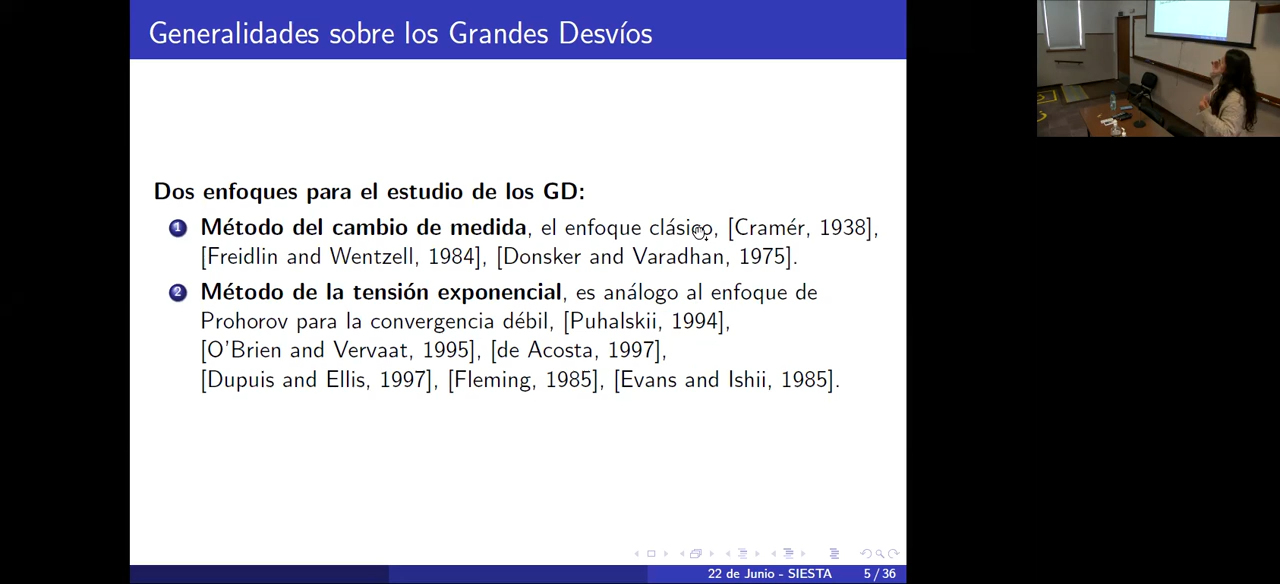 Generalidades sobre los Grandes Desvíos
Dos enfoques para el estudio de los GD:
1 Método del cambio de medida, el enfoque clásico, [Cramér, 1938],
[Freidlin and Wentzell, 1984], [Donsker and Varadhan, 1975].
2 Método de la tensión exponencial, es análogo al enfoque de
Prohorov para la convergencia débil, [Puhalskii, 1994],
[O'Brien and Vervaat, 1995], [de Acosta, 1997],
[Dupuis and Ellis, 1997], [Fleming, 1985], [Evans and Ishii, 1985].
22 de Junio - SIESTA 5 / 36